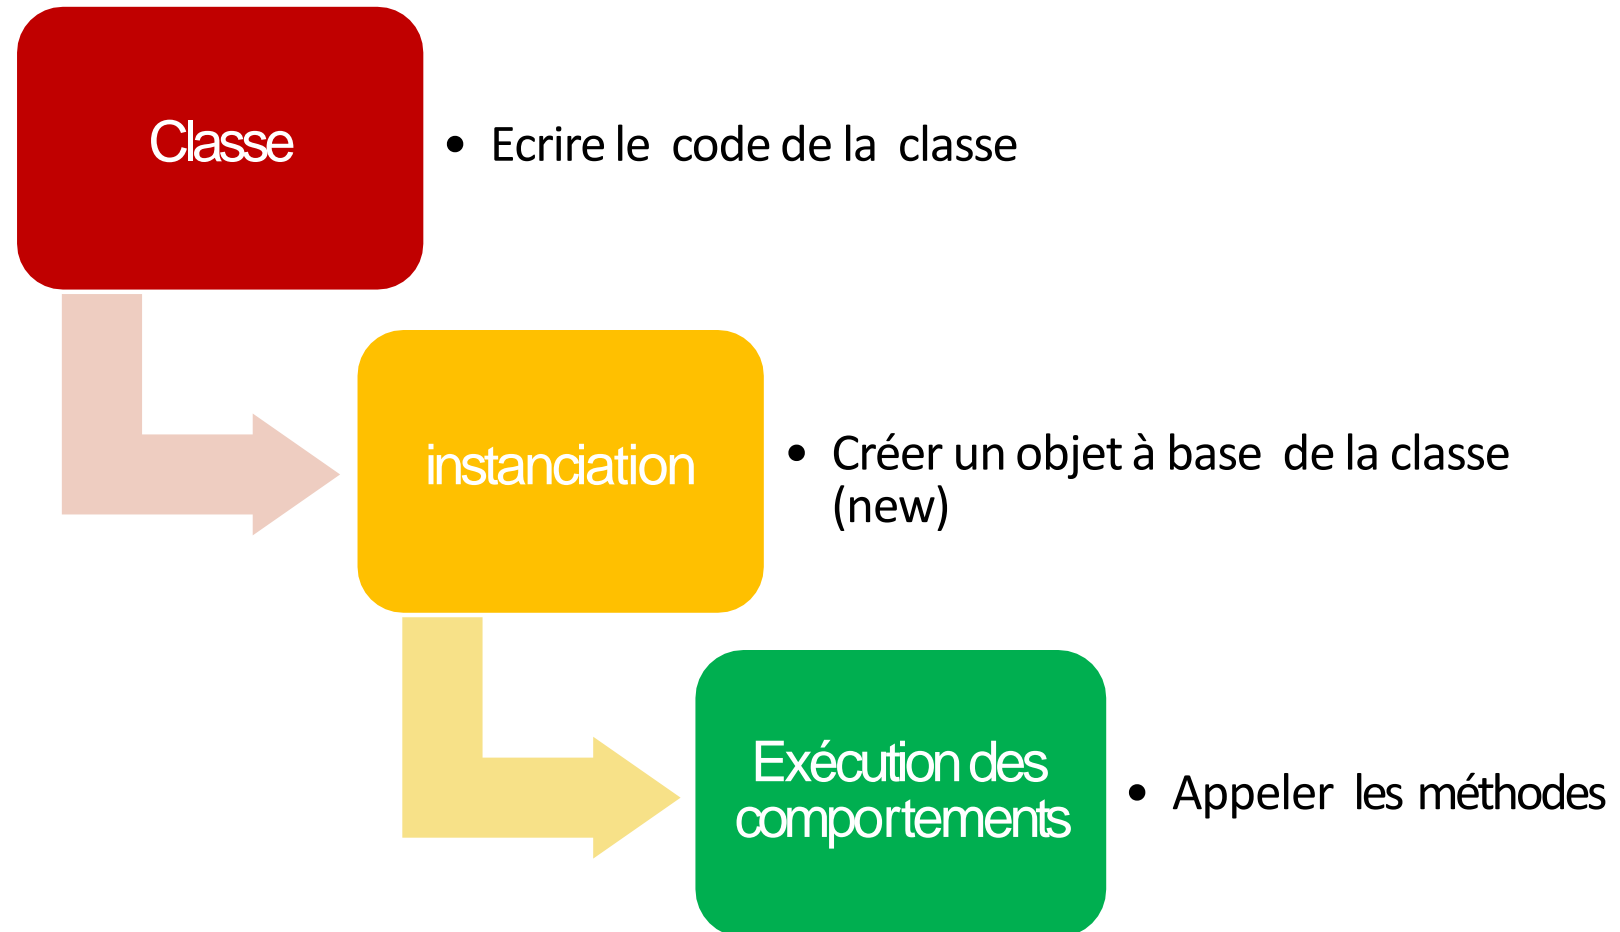 Classe
• Ecrire le code de la classe
instanciation
• Créer un objet à base de la classe
(new)
Exécution des
comportements
• Appeler les méthodes